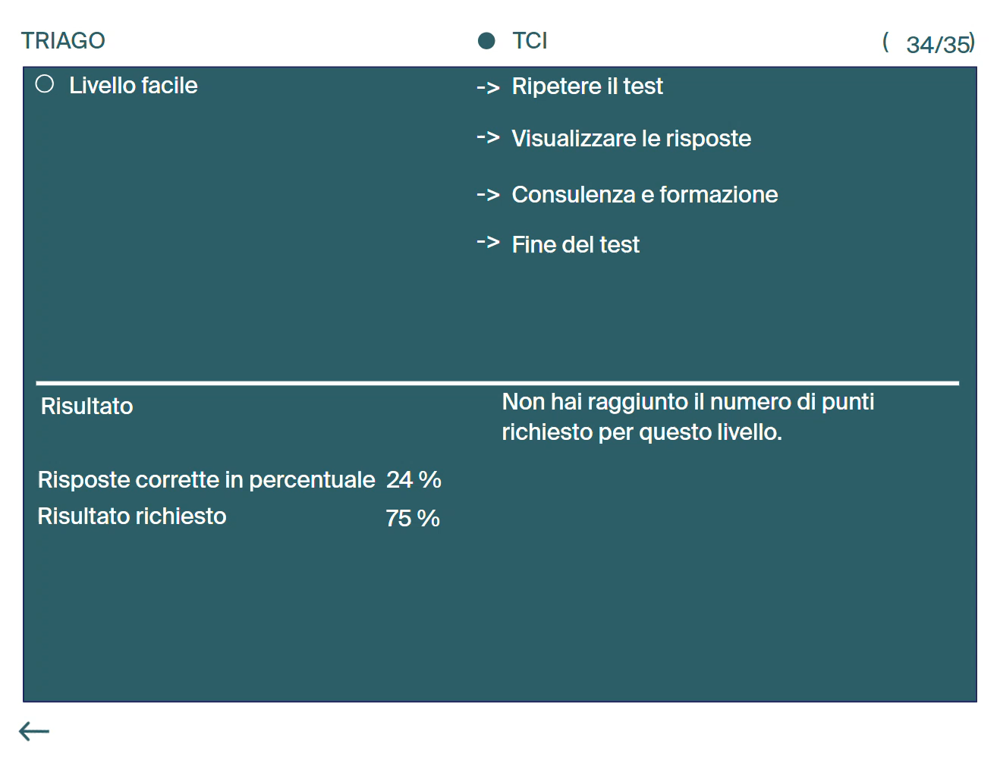 TRIAGO
TCI
( 34/35)
Livello facile
-> Ripetere il test
-> Visualizzare le risposte
-> Consulenza e formazione
-> Fine del test
Risultato
Non hai raggiunto il numero di punti
richiesto per questo livello.
Risposte corrette in percentuale 24 %
Risultato richiesto 75 %